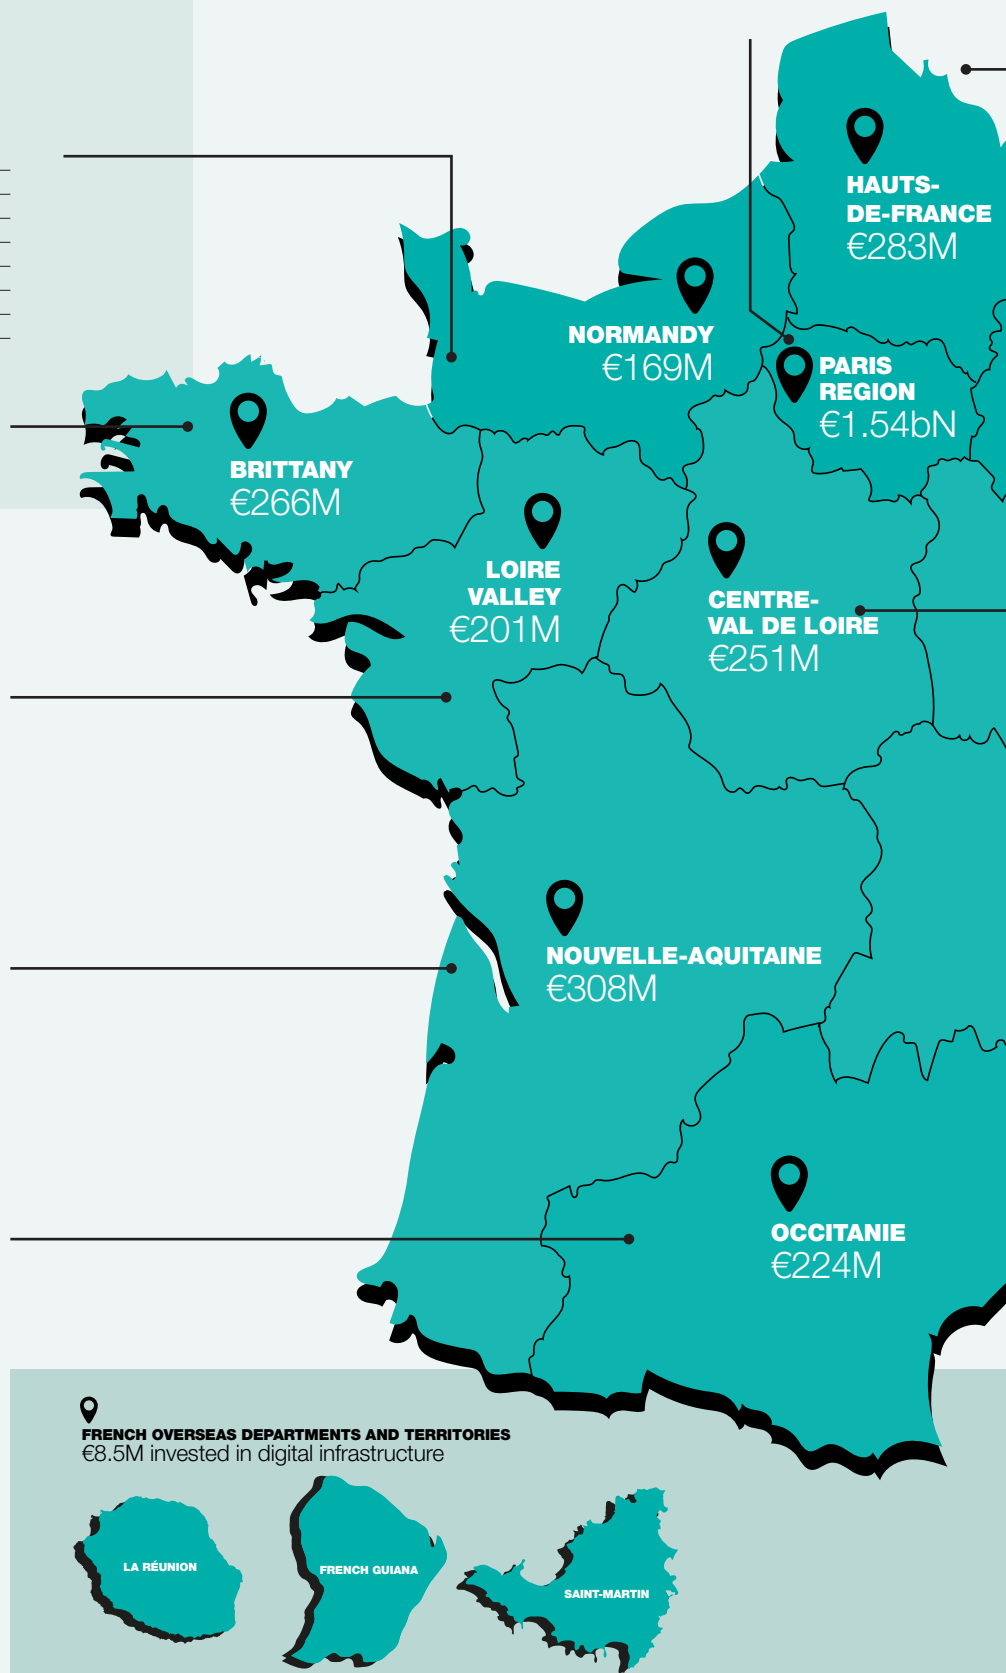 HAUTS-
DE-FRANCE
€283M
NORMANDY
€169M
PARIS
REGION
€1.54bN
BRITTANY
€266M
LOIRE
VALLEY
€201M
CENTRE-
VAL DE LOIRE
€251M
NOUVELLE-AQUITAINE
€308M
OCCITANIE
€224M
FRENCH OVERSEAS DEPARTMENTS AND TERRITORIES
€8.5M invested in digital infrastructure
LA RÉUNION
FRENCH GUIANA
SAINT-MARTIN